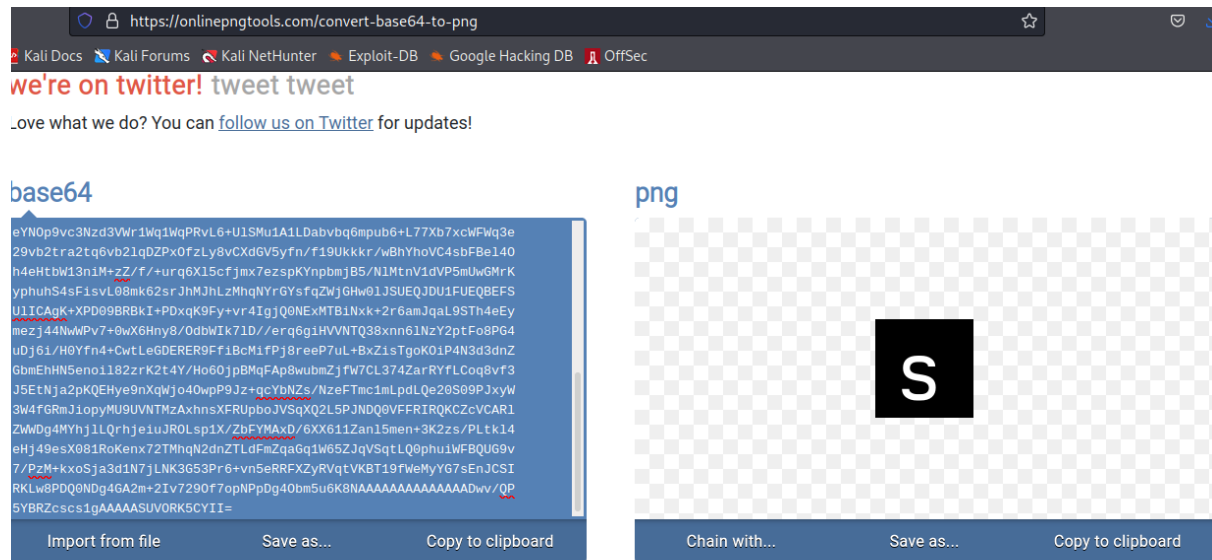 https://onlinepngtools.com/convert-base64-to-png
Kali Docs Kali Forums Kali NetHunter Exploit-DB Google Hacking DB OffSec
we're on twitter! tweet tweet
Love what we do? You can follow us on Twitter for updates!
base64
png
eYNOp9vc3Nzd3VWr1Wq1WqPRvL6+UlSMu1A1LDabvbq6mpub6+L77Xb7xcWFWq3e
29vb2tra2tq6vb2lqDZPxOfzLy8vCXdGV5yfn/f19Ukkkr/wBhYhoVC4sbFBel4O
h4eHtbW13niM+zZ/f/+urq6Xl5cfjmx7ezspKYnpbmjB5/NlMtnV1dVP5mUwGMrK
yphuhS4sFisvL08mk62srJhMJhLzMhqNYrGYsfqZWjGHw0lJSUEQJDU1FUEQBEFS
UlICAgK+XPD09BRBkI+PDxqK9Fy+vr4IgjQ0NExMTBiNxk+2r6amJqaL9STh4eEy
mezj44NwWPv7+0wX6Hny8/OdbWIk7lD//erq6giHVVNTQ38xnn6lNzY2ptFo8PG4
uDj6i/H0Yfn4+CwtLeGDERER9FfiBcMifPj8reeP7uL+BxZisTgoKOiP4N3d3dnZ
GbmEhHN5enoil82zrK2t4Y/Ho6OjpBMqFAp8wubmZjfW7CL374ZarRYfLCoq8vf3
J5EtNja2pKQEHye9nXqWjo4OwpP9Jz+qcYbNZs/NzeFTmc1mLpdLQe20S09PJxyW
3W4fGRmJiopyMU9UVNTMzAxhnsXFRUpboJVSqXQ2L5PJNDQ0VFFRIRQKCZcVCARl
ZWWDg4MYhjlLQrhjeiuJROLsp1X/ZbFYMAxD/6XX611Zanl5men+3K2zs/PLtkl4
eHj49esX081RoKenx72TMhqN2dnZTLdFmZqaGq1W65ZJqVSqtLQ0phuiWFBQUG9v
7/PzM+kxoSja3d1N7jLNK3G53Pr6+vn5eRRFXZyRVqtVKBT19fWeMyYG7sEnJCSI
RKLw8PDQ0NDg4GA2m+2Iv729Of7opNPpDg4Obm5u6K8NAAAAAAAAAAAAAADwv/QP
5YBRZcscs1gAAAAASUVORK5CYII=
S
Import from file Save as... Copy to clipboard
Chain with... Save as... Copy to clipboard